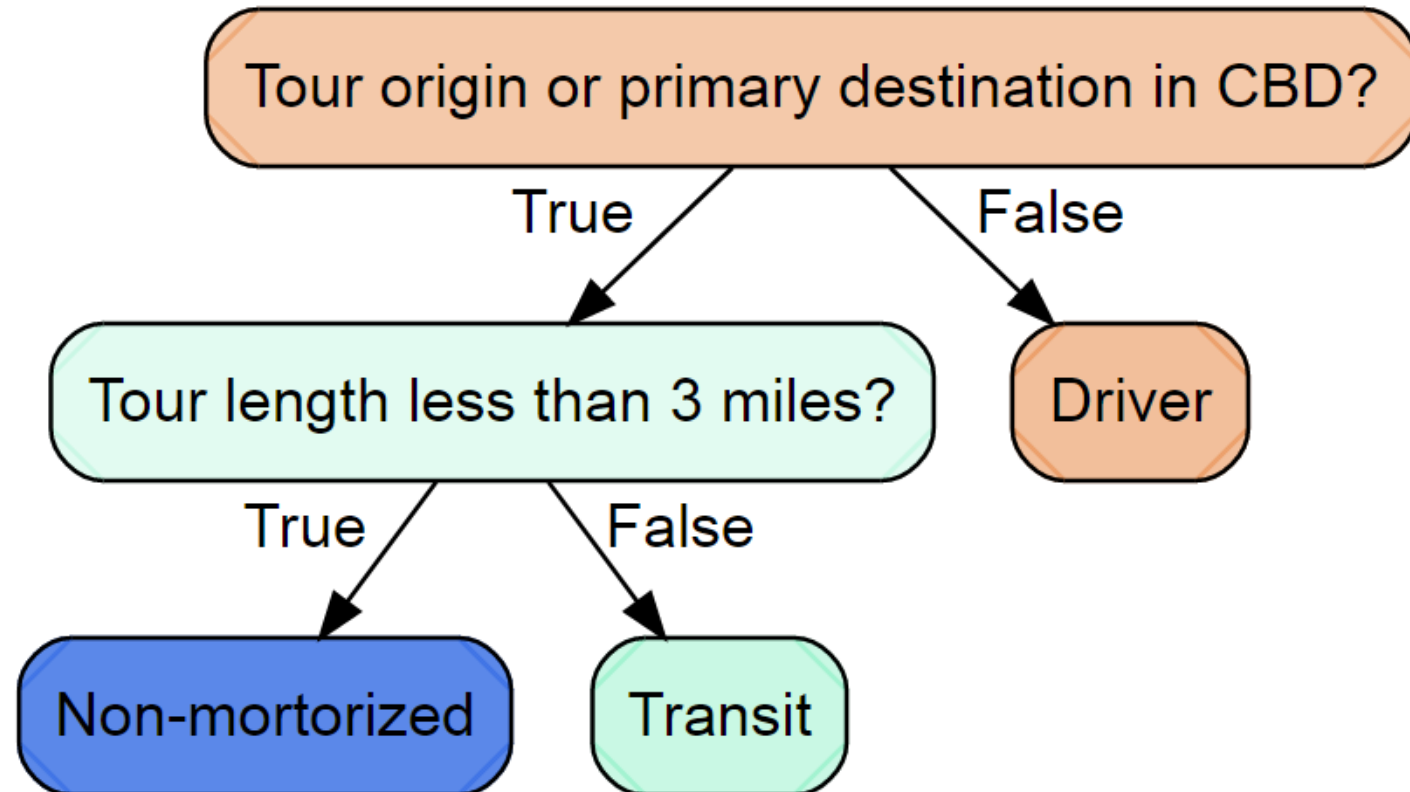 Tour origin or primary destination in CBD?
True
False
Tour length less than 3 miles?
Driver
True
False
Non-mortorized
Transit